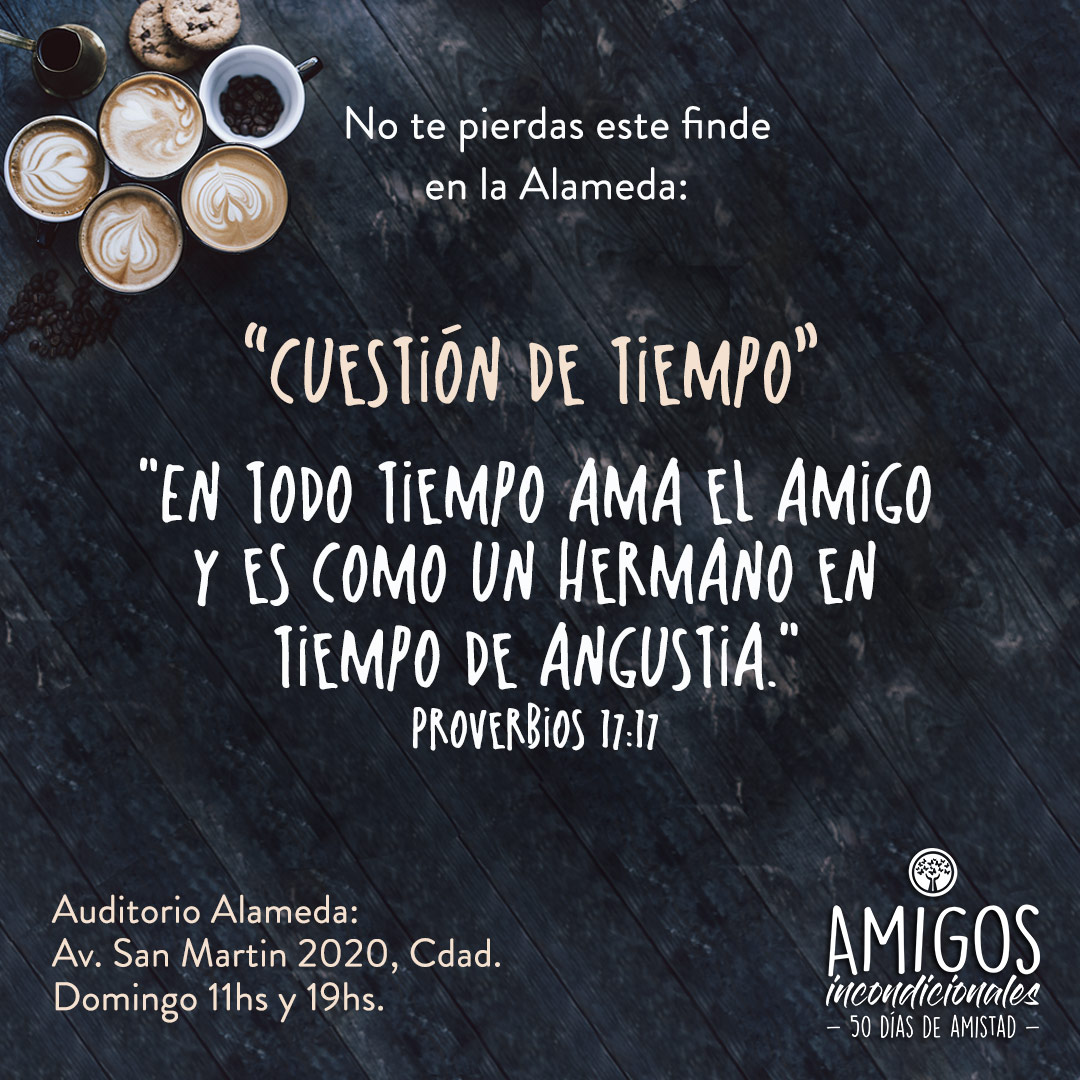 No te pierdas este finde
en la Alameda:
“CUESTIÓN DE TIEMPO”
"EN TODO TIEMPO AMA EL AMIGO
Y ES COMO UN HERMANO EN
TIEMPO DE ANGUSTIA."
PROVERBIOS 17:17
Auditorio Alameda:
Av. San Martin 2020, Cdad.
Domingo 11hs y 19hs.
AMIGOS
incondicionales
– 50 DÍAS DE AMISTAD –